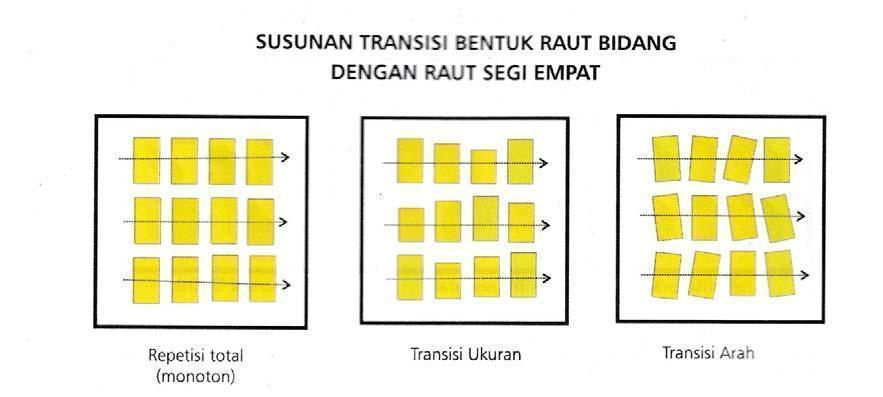 SUSUNAN TRANSISI BENTUK RAUT BIDANG
DENGAN RAUT SEGI EMPAT
Repetisi total
(monoton)
Transisi Ukuran
Transisi Arah